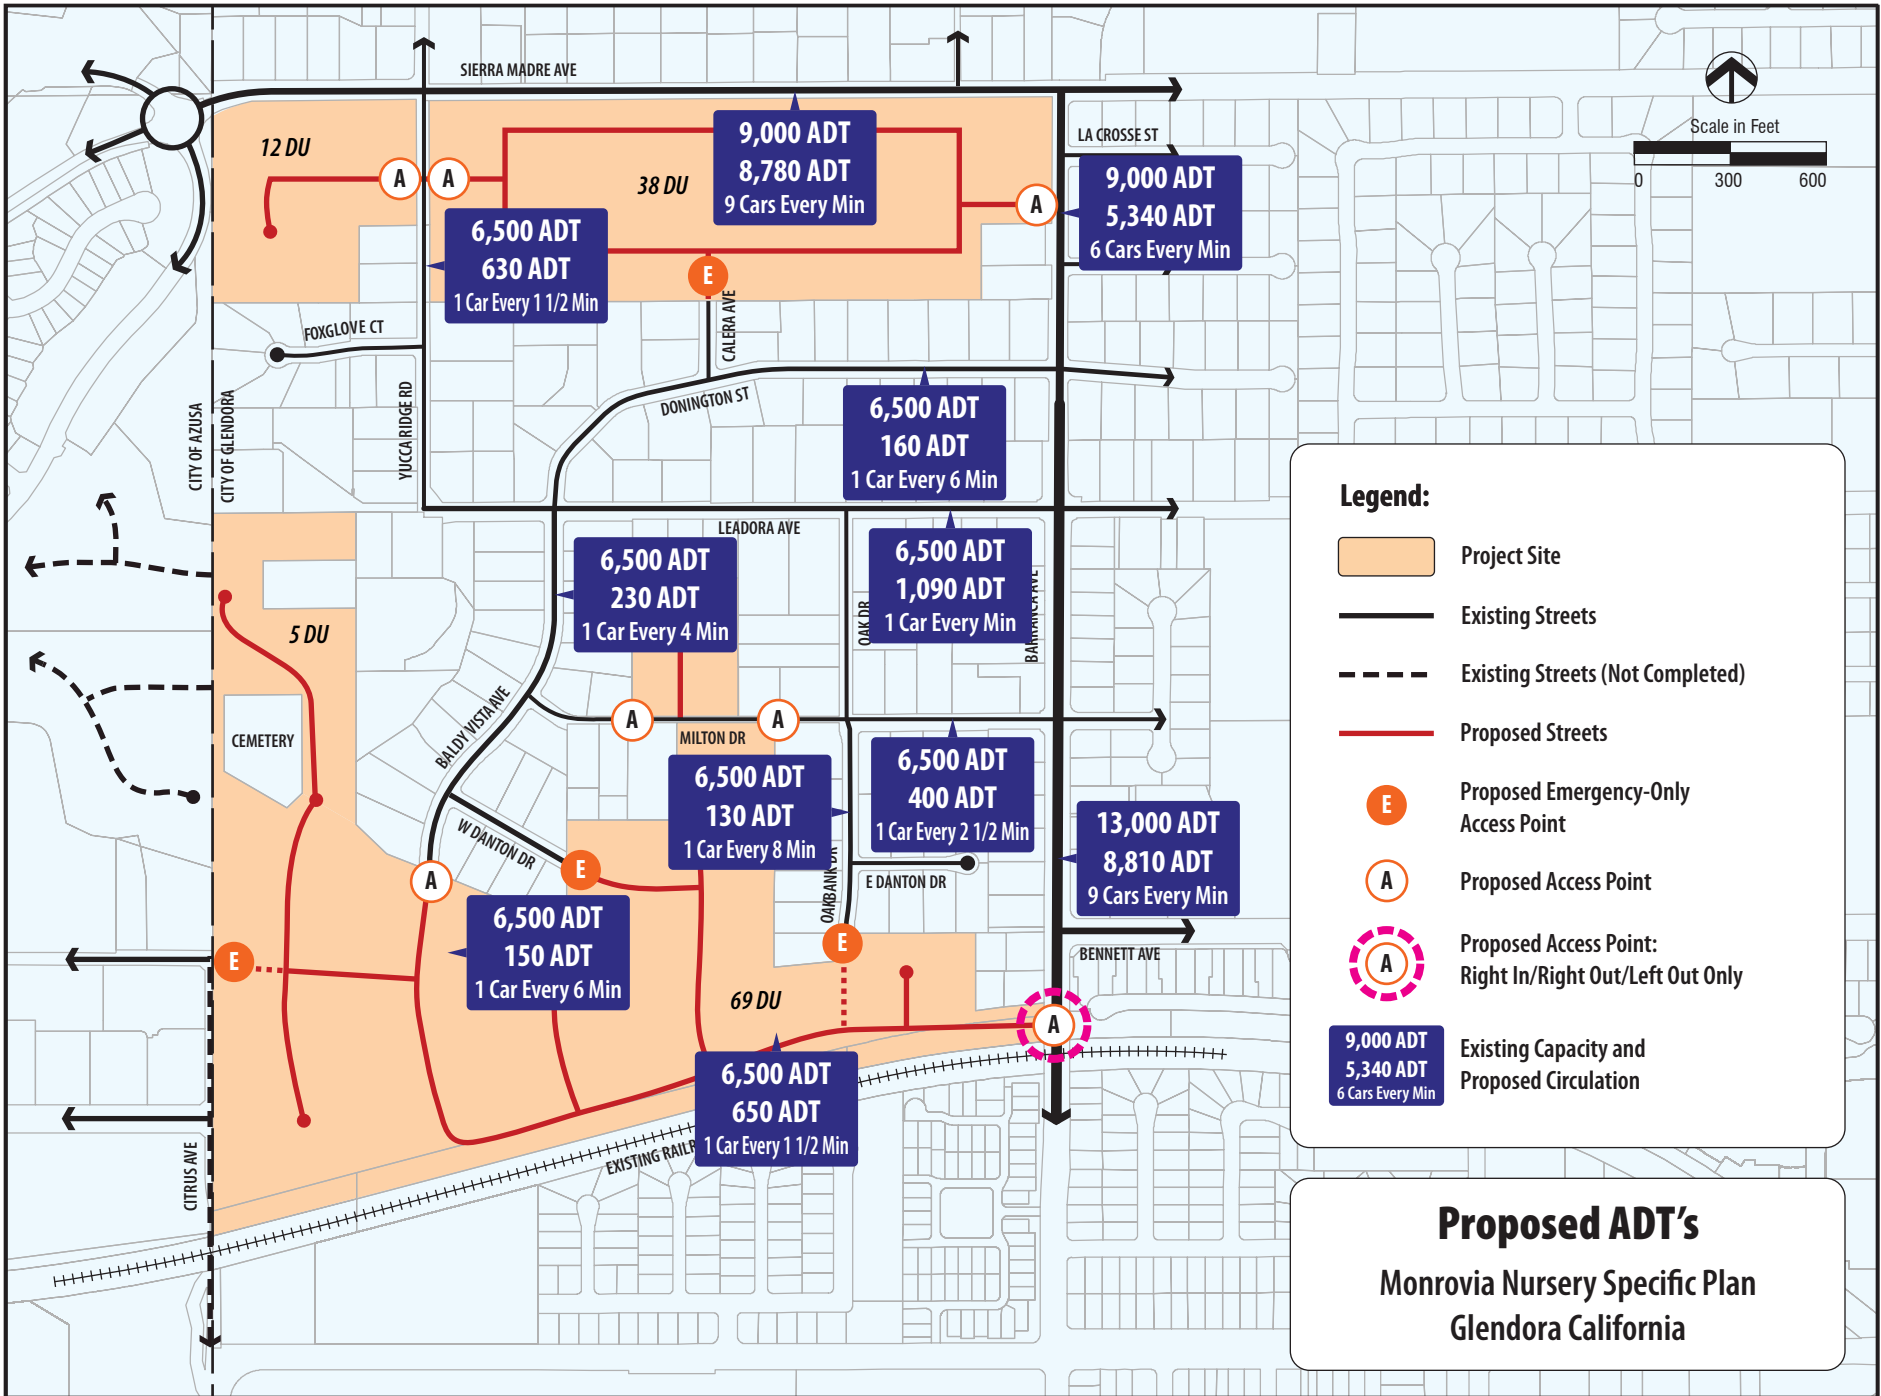 SIERRA MADRE AVE
12 DU
38 DU
A
A
A
9,000 ADT
8,780 ADT
9 Cars Every Min
LA CROSSE ST
9,000 ADT
5,340 ADT
6 Cars Every Min
Scale in Feet
0 300 600
6,500 ADT
630 ADT
1 Car Every 1 1/2 Min
E
CALERA AVE
FOXGLOVE CT
YUCCA RIDGE RD
CITY OF AZUSA
CITY OF GLENDORA
DONINGTON ST
6,500 ADT
160 ADT
1 Car Every 6 Min
LEADORA AVE
6,500 ADT
230 ADT
1 Car Every 4 Min
6,500 ADT
1,090 ADT
1 Car Every Min
OAK DR
BARRANCA AVE
5 DU
CEMETERY
BALDY VISTA AVE
A
A
MILTON DR
6,500 ADT
130 ADT
1 Car Every 8 Min
6,500 ADT
400 ADT
1 Car Every 2 1/2 Min
13,000 ADT
8,810 ADT
9 Cars Every Min
W DANTON DR
E
A
OAKBANK DR
E DANTON DR
6,500 ADT
150 ADT
1 Car Every 6 Min
E
E
BENNETT AVE
69 DU
A
6,500 ADT
650 ADT
1 Car Every 1 1/2 Min
EXISTING RAILR
CITRUS AVE
Legend:
Project Site
Existing Streets
Existing Streets (Not Completed)
Proposed Streets
E
Proposed Emergency-Only
Access Point
A
Proposed Access Point
A
Proposed Access Point:
Right In/Right Out/Left Out Only
9,000 ADT
5,340 ADT
6 Cars Every Min
Existing Capacity and
Proposed Circulation
Proposed ADT's
Monrovia Nursery Specific Plan
Glendora California